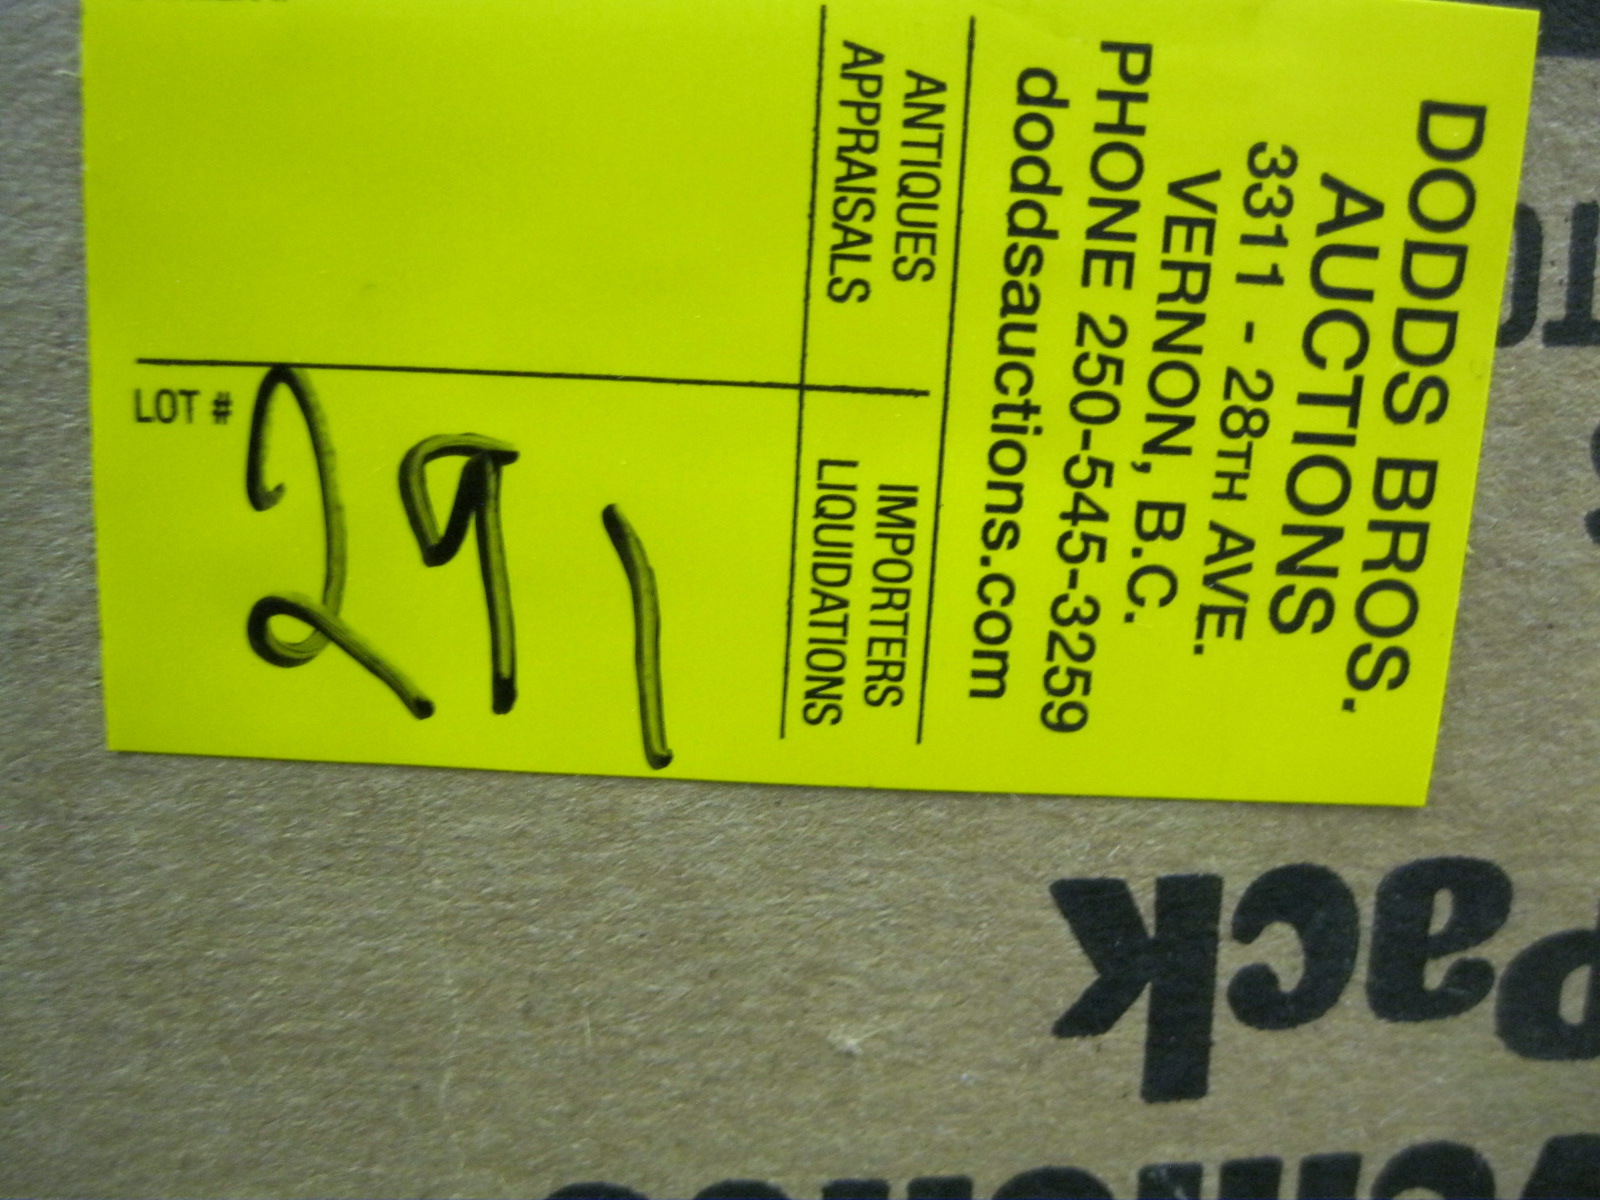 DODDS BROS.
AUCTIONS
3311 - 28TH AVE.
VERNON, B.C.
PHONE 250-545-3259
doddsauctions.com
ANTIQUES
APPRAISALS
IMPORTERS
LIQUIDATIONS
LOT #
291
Pack